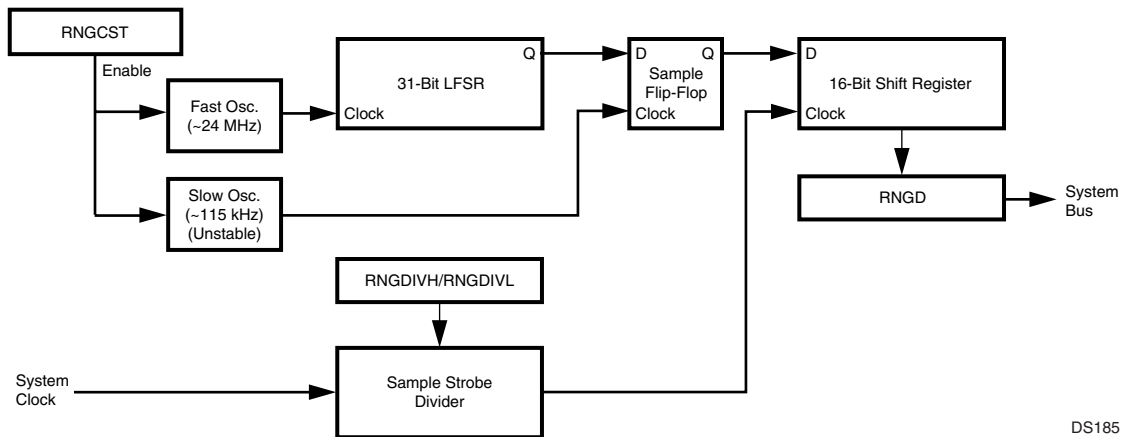 RNGCST
Enable
Fast Osc.
(~24 MHz)
Slow Osc.
(~115 kHz)
(Unstable)
Q
31-Bit LFSR
Clock
D Q
Sample
Flip-Flop
Clock
D
16-Bit Shift Register
Clock
RNGD
System
Bus
RNGDIVH/RNGDIVL
System
Clock
Sample Strobe
Divider
DS185